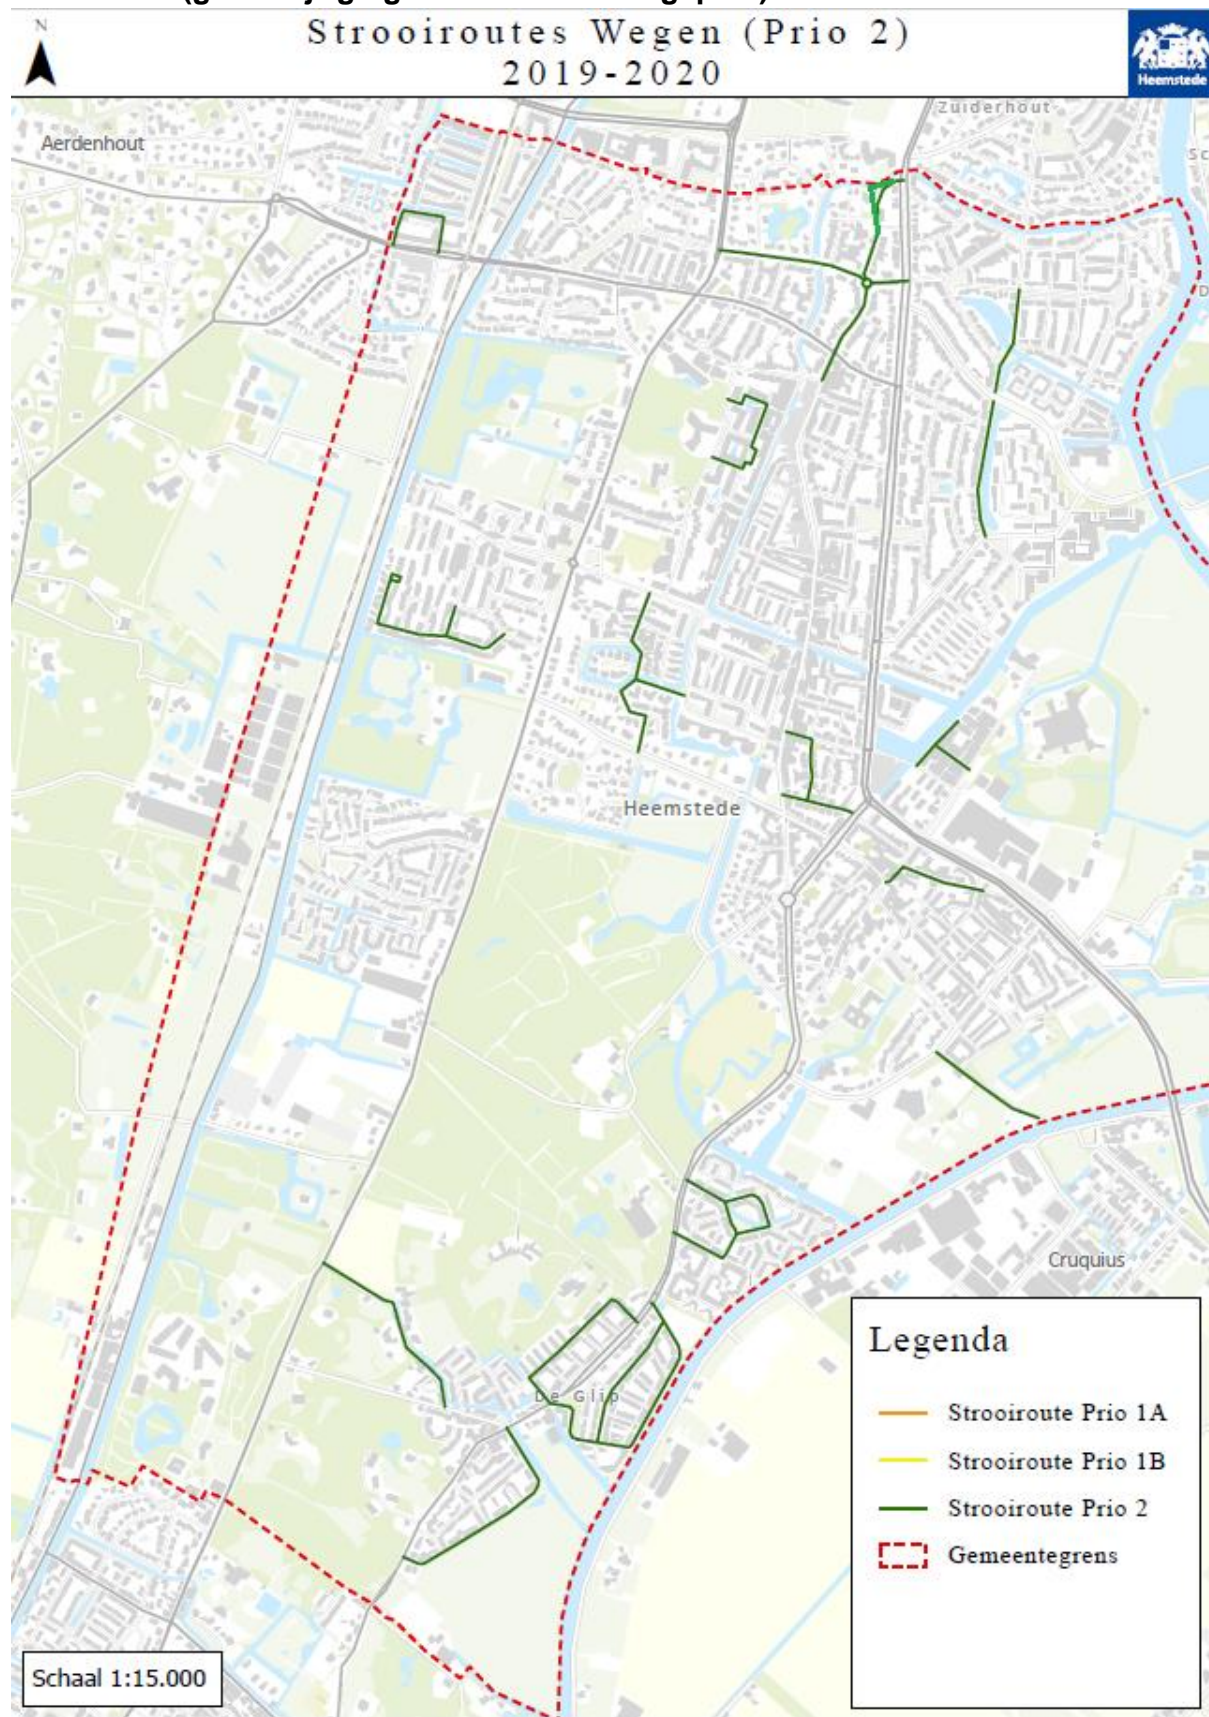 Strooiroutes Wegen (Prio 2)
2019-2020
N
Heemstede
Zuiderhout
Aerdenhout
Sc
D
Heemstede
Cruquius
De Glip
Legenda
Strooiroute Prio 1A
Strooiroute Prio 1B
Strooiroute Prio 2
Gemeentegrens
Schaal 1:15.000